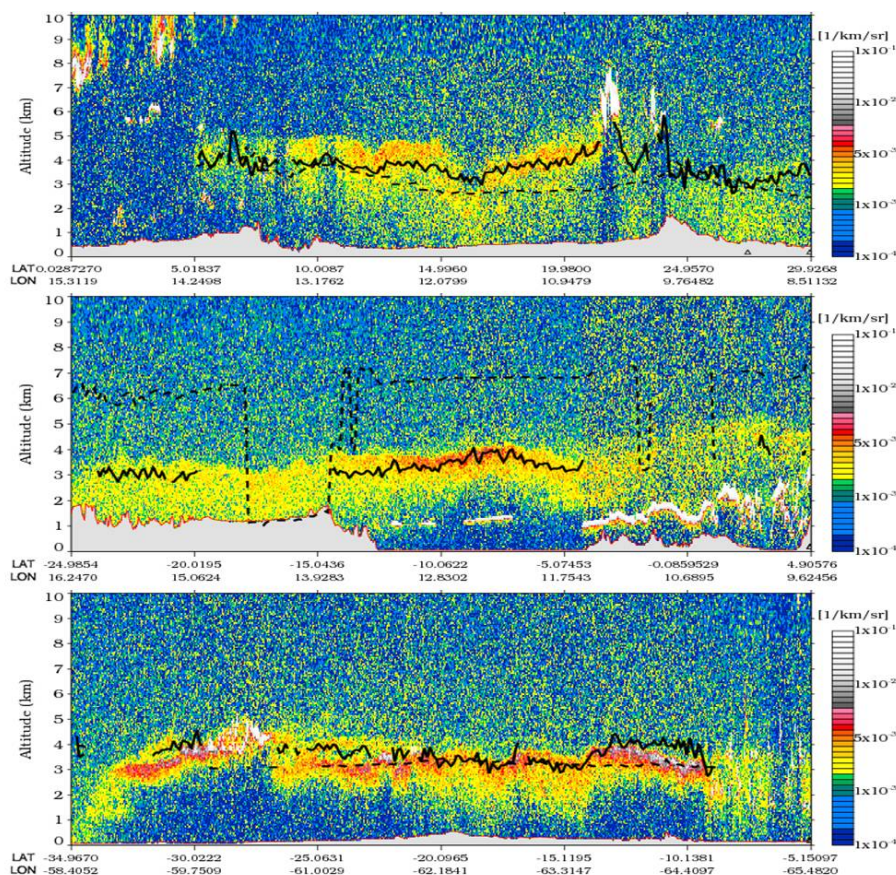 [1/km/sr]
Altitude (km)
10
9
8
7
6
5
4
3
2
1
0
1x10-1
1x10-2
5x10-3
1x10-3
1x10-4
LAT 0.0287270 5.01837 10.0087 14.9960 19.9800 24.9570 29.9268
LON 15.3119 14.2498 13.1762 12.0799 10.9479 9.76482 8.51132
[1/km/sr]
Altitude (km)
10
9
8
7
6
5
4
3
2
1
0
1x10-1
1x10-2
5x10-3
1x10-3
1x10-4
LAT -24.9854 -20.0195 -15.0436 -10.0622 -5.07453 -0.0859529 4.90576
LON 16.2470 15.0624 13.9283 12.8302 11.7543 10.6895 9.62456
[1/km/sr]
Altitude (km)
10
9
8
7
6
5
4
3
2
1
0
1x10-1
1x10-2
5x10-3
1x10-3
1x10-4
LAT -34.9670 -30.0222 -25.0631 -20.0965 -15.1195 -10.1381 -5.15097
LON -58.4052 -59.7509 -61.0029 -62.1841 -63.3147 -64.4097 -65.4820